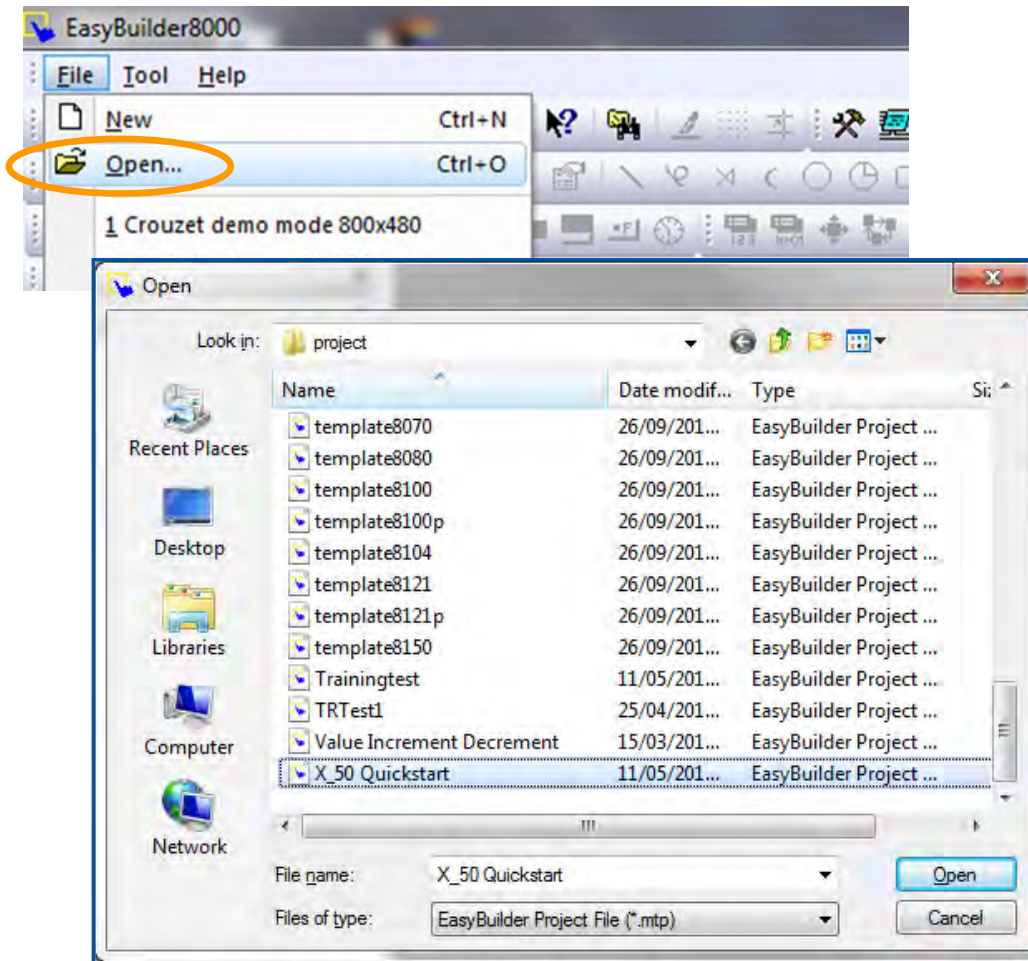 EasyBuilder8000
File Tool Help
New Ctrl+N
Open... Ctrl+O
1 Crouzet demo mode 800x480
Open
Look in: project
Name Date modif... Type
Recent Places
Desktop
Libraries
Computer
Network
template8070 26/09/201... EasyBuilder Project ...
template8080 26/09/201... EasyBuilder Project ...
template8100 26/09/201... EasyBuilder Project ...
template8100p 26/09/201... EasyBuilder Project ...
template8104 26/09/201... EasyBuilder Project ...
template8121 26/09/201... EasyBuilder Project ...
template8121p 26/09/201... EasyBuilder Project ...
template8150 26/09/201... EasyBuilder Project ...
Trainingtest 11/05/201... EasyBuilder Project ...
TRTest1 25/04/201... EasyBuilder Project ...
Value Increment Decrement 15/03/201... EasyBuilder Project ...
X_50 Quickstart 11/05/201... EasyBuilder Project ...
File name: X_50 Quickstart Open
Files of type: EasyBuilder Project File (*.mtp) Cancel